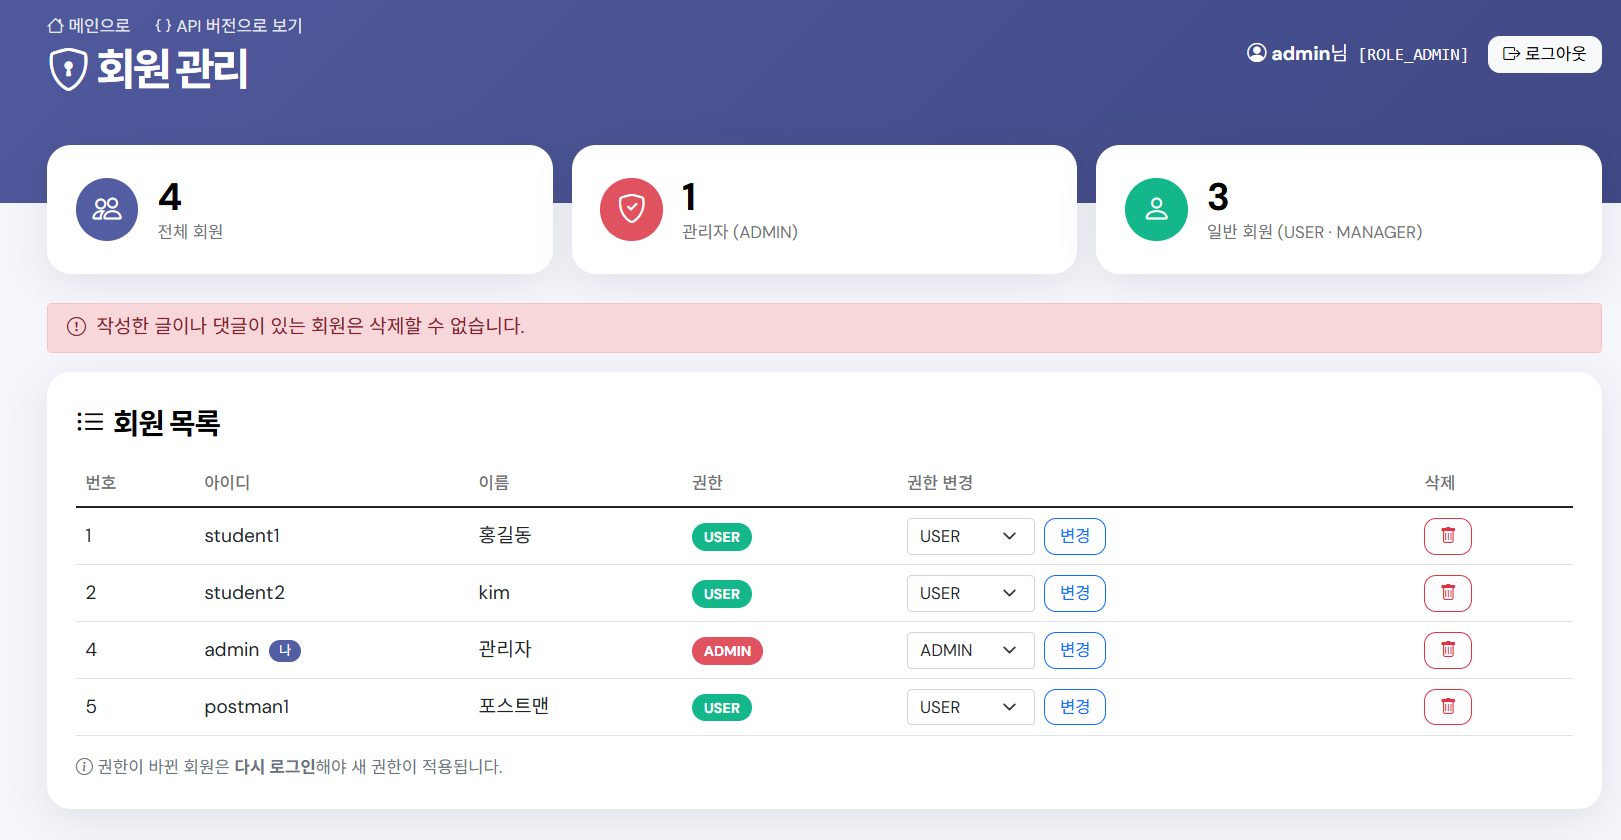 메인으로 { } API 버전으로 보기
회원 관리
admin님 [ROLE_ADMIN] 로그아웃
4
전체 회원
1
관리자 (ADMIN)
3
일반 회원 (USER · MANAGER)
작성한 글이나 댓글이 있는 회원은 삭제할 수 없습니다.
회원 목록
번호 아이디 이름 권한 권한 변경 삭제
1 student1 홍길동 USER USER 변경
2 student2 kim USER USER 변경
4 admin 나 관리자 ADMIN ADMIN 변경
5 postman1 포스트맨 USER USER 변경
권한이 바뀐 회원은 다시 로그인해야 새 권한이 적용됩니다.